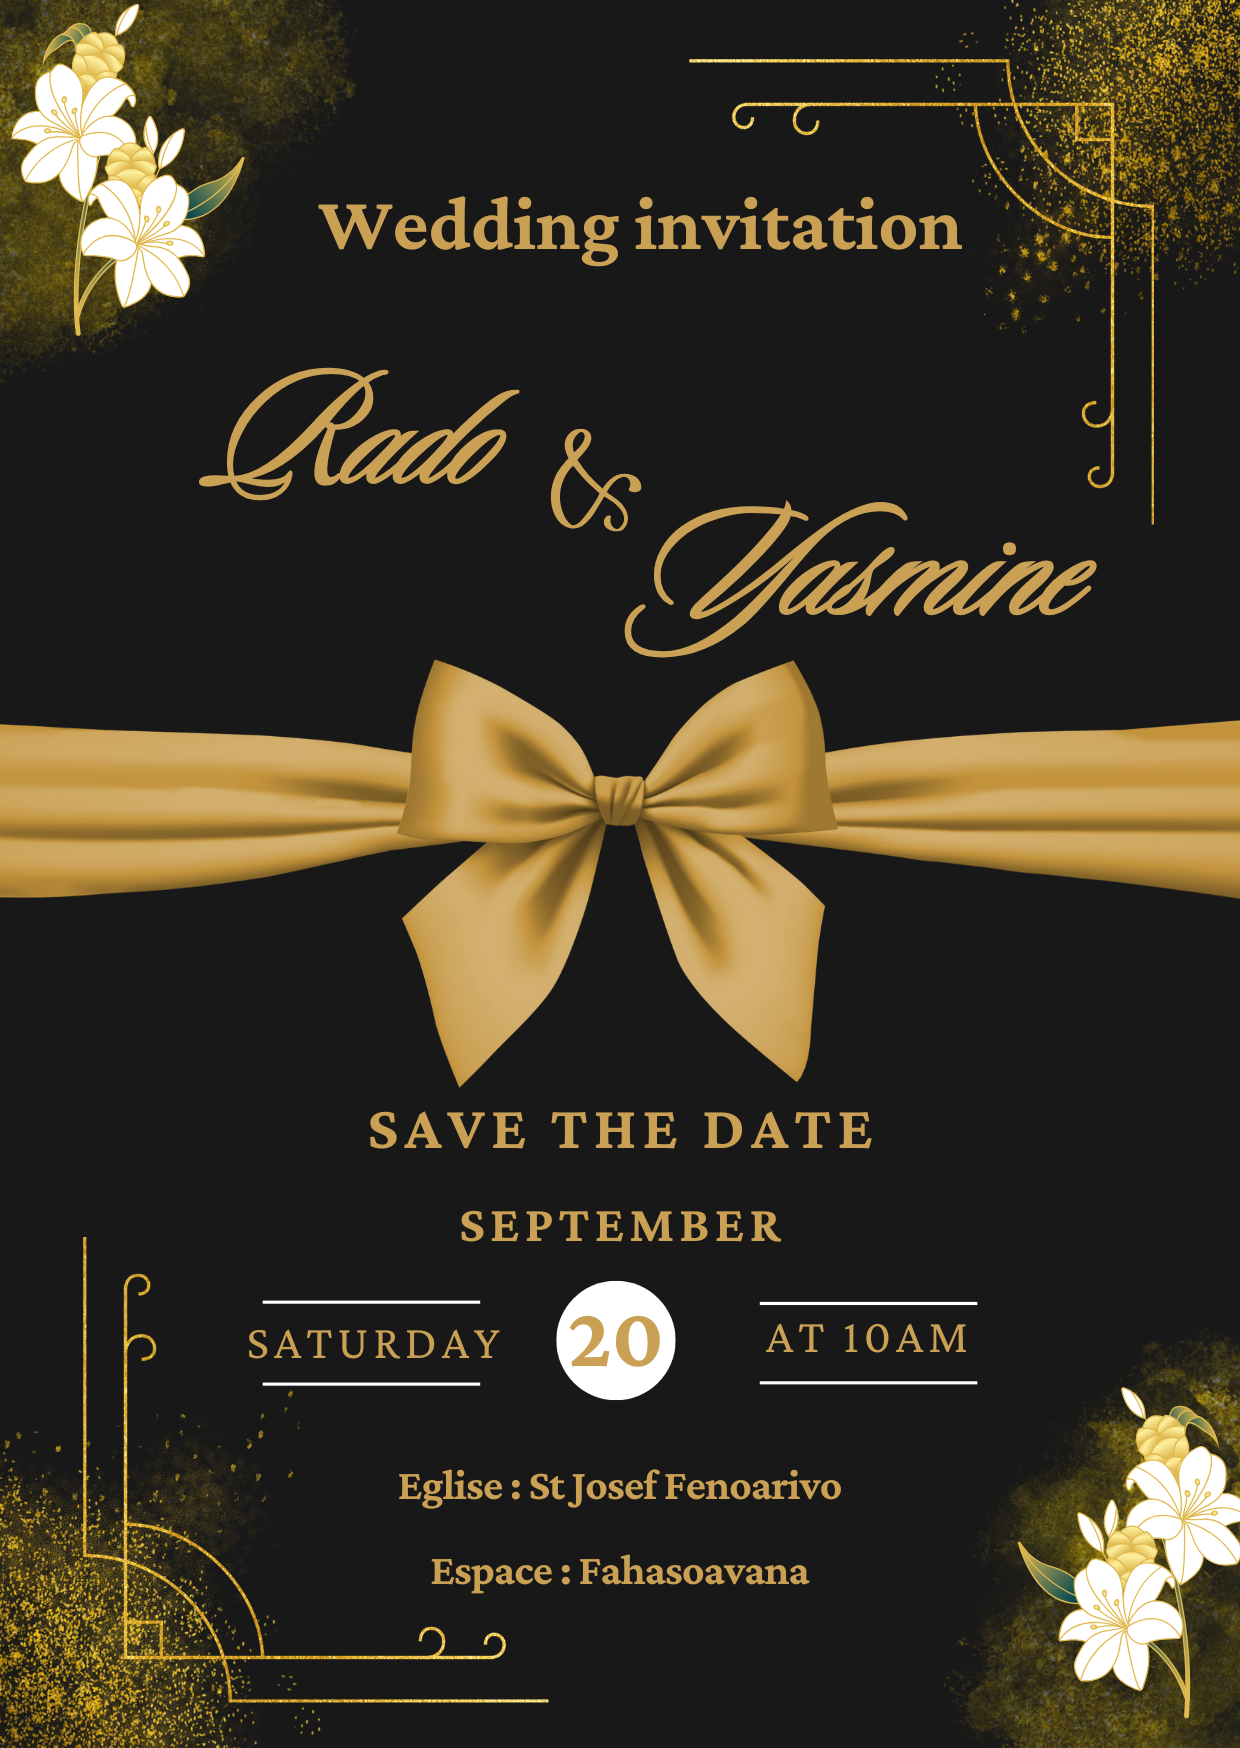 Wedding invitation
Rado
&
Yasmine
SAVE THE DATE
SEPTEMBER
SATURDAY 20 AT 10AM
Eglise : St Josef Fenoarivo
Espace : Fahasoavana